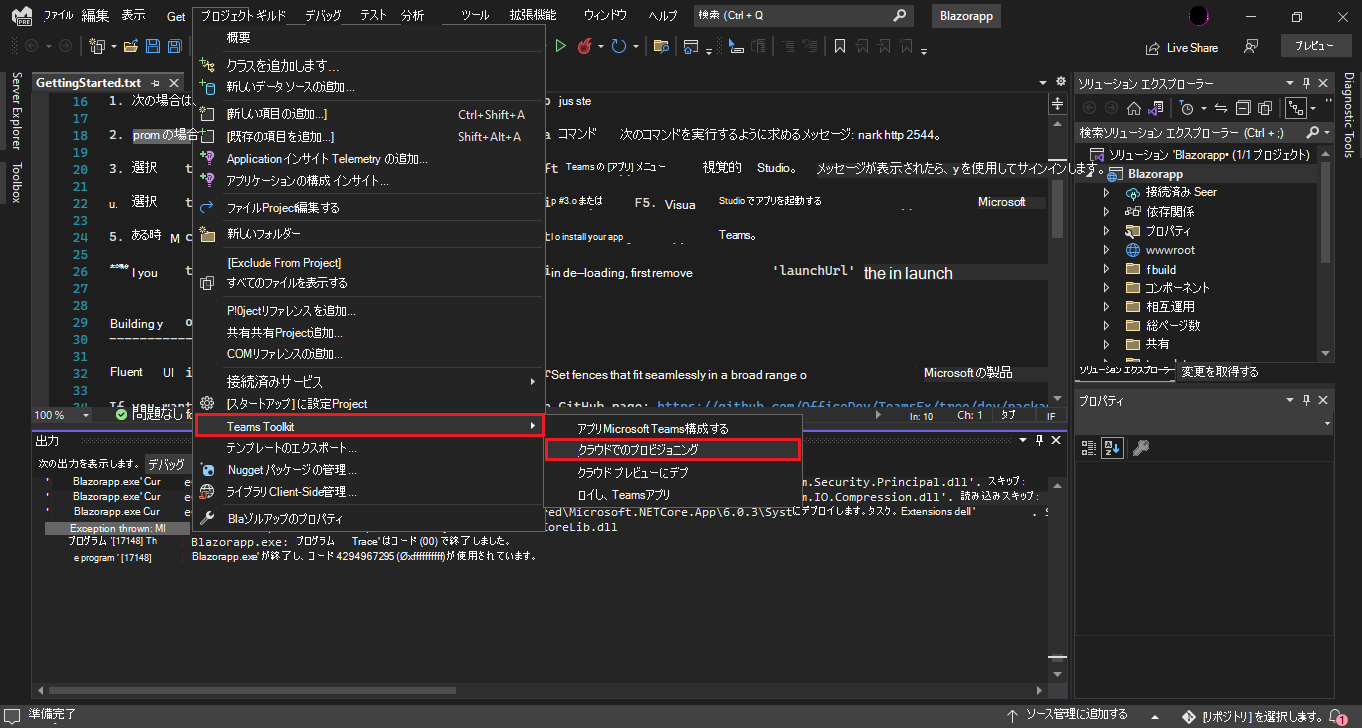 ファイル 編集 表示 Get プロジェクト ギルド デバッグ テスト 分析 ツール 拡張機能 ウィンドウ ヘルプ 検索 (Ctrl + Q Blazorapp
Live Share プレビュー
GettingStarted.txt
16 1. 次の場合は、 jus ste
17
18 2. prom の場合 a コマンド 次のコマンドを実行するように求めるメッセージ: nark http 2544。
19
20 3. 選択 t ft Teams の [アプリ] メニュー 視覚的 Studio。 メッセージが表示されたら、y を使用してサインインします。
21
22 u. 選択 t p #3.o または F5. Visua Studio でアプリを起動する Microsoft
23
24 5. ある時 M c t l o install your app Teams。
25
26 I you t in de–loading, first remove 'launchUrl' the in launch
27
28
29 Building y o
30
31
32 Fluent UI i Set fences that fit seamlessly in a broad range o Microsoft の製品
33
34 If you want GitHub page: https://github.com/OfficeDev/TeamsFx/tree/dev/packa
100 % 問題なし fo ln: 10 Ch: 1 タブ lF
概要
クラスを追加します ...
新しいデータ ソースの追加...
[新しい項目の追加...] Ctrl+Shift+A
[既存の項目を追加...] Shift+Alt+A
Application インサイト Telemetry の追加...
アプリケーションの構成 インサイト...
ファイルProject編集する
新しいフォルダー
[Exclude From Project]
すべてのファイルを表示する
P!0jectリファレンス を追加...
共有共有Project追加...
COMリファレンスの追加...
接続済みサービス
[スタートアップ] に設定Project
Teams Toolkit
テンプレートのエクスポート...
Nugget パッケージの管理...
ライブラリ Client-Side管理...
Blaゾルアップのプロパティ
アプリMicrosoft Teams構成する
クラウドでのプロビジョニング
クラウド プレビューにデプ
ロイし、Teamsアプリ
出力
次の出力を表示します。 デバッグ
' Blazorapp.exe' Cur e m.Security.Principal.dll'. スキップ:
' Blazorapp.exe' Cur e m.IO.Compression.dll'. 読み込みスキップ:
' Blazorapp.exe Cur e red\Microsoft.NETCore.App\6.0.3\Syst にデプロイします。タスク。Extensions dell' . S
Exception thrown: MI CoreLib.dll
プログラム '[17148] Th Blazorapp.exe: プログラム Trace' はコード (00) で終了しました。
e program ' [17148] Blazorapp.exe' が終了し、コード 4294967295 (Øxffffffffff)が使用されています。
ソリューション エクスプローラー
検索ソリューション エクスプローラー (Ctrl + ;)
ソリューション 'Blazorapp• (1/1 プロジェクト)
Blazorapp
接続済み Seer
依存関係
プロパティ
wwwroot
fbuild
コンポーネント
相互運用
総ページ数
共有
ソリューション エクスプローラー 変更を取得する
プロパティ
Server Explorer
Toolbox
Diagnostic Tools
準備完了 ソース管理に追加する [リポジトリ] を選択します。 1